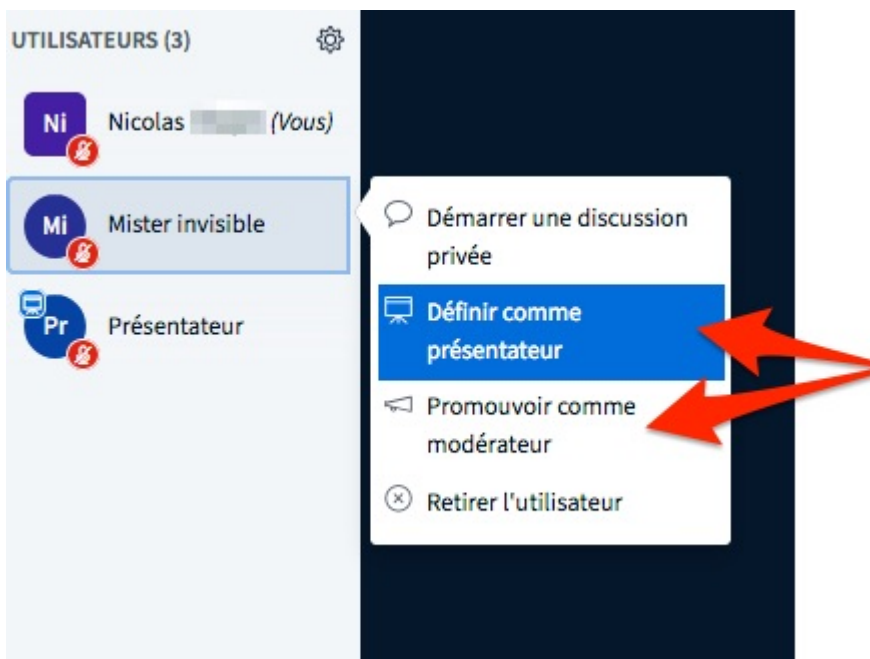 UTILISATEURS (3)
Ni
Nicolas (Vous)
Mi
Mister invisible
Pr
Présentateur
Démarrer une discussion
privée
Définir comme
présentateur
Promouvoir comme
modérateur
Retirer l'utilisateur